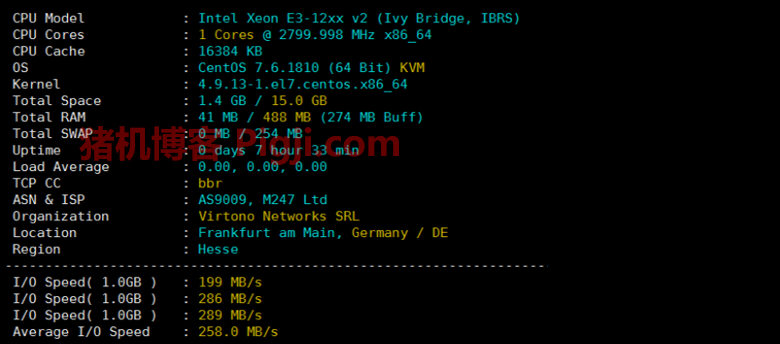 CPU Model : Intel Xeon E3-12xx v2 (Ivy Bridge, IBRS)
CPU Cores : 1 Cores @ 2799.998 MHz x86_64
CPU Cache : 16384 KB
OS : CentOS 7.6.1810 (64 Bit) KVM
Kernel : 4.9.13-1.el7.centos.x86_64
Total Space : 1.4 GB / 15.0 GB
Total RAM : 41 MB / 488 MB (274 MB Buff)
Total SWAP : 0 MB / 254 MB
猪机博客 Pigji.com
Uptime : 0 days 7 hour 33 min
Load Average : 0.00, 0.00, 0.00
TCP CC : bbr
ASN & ISP : AS9009, M247 Ltd
Organization : Virtono Networks SRL
Location : Frankfurt am Main, Germany / DE
Region : Hesse
----------------------------------------------------------------------
I/O Speed( 1.0GB ) : 199 MB/s
I/O Speed( 1.0GB ) : 286 MB/s
I/O Speed( 1.0GB ) : 289 MB/s
Average I/O Speed : 258.0 MB/s